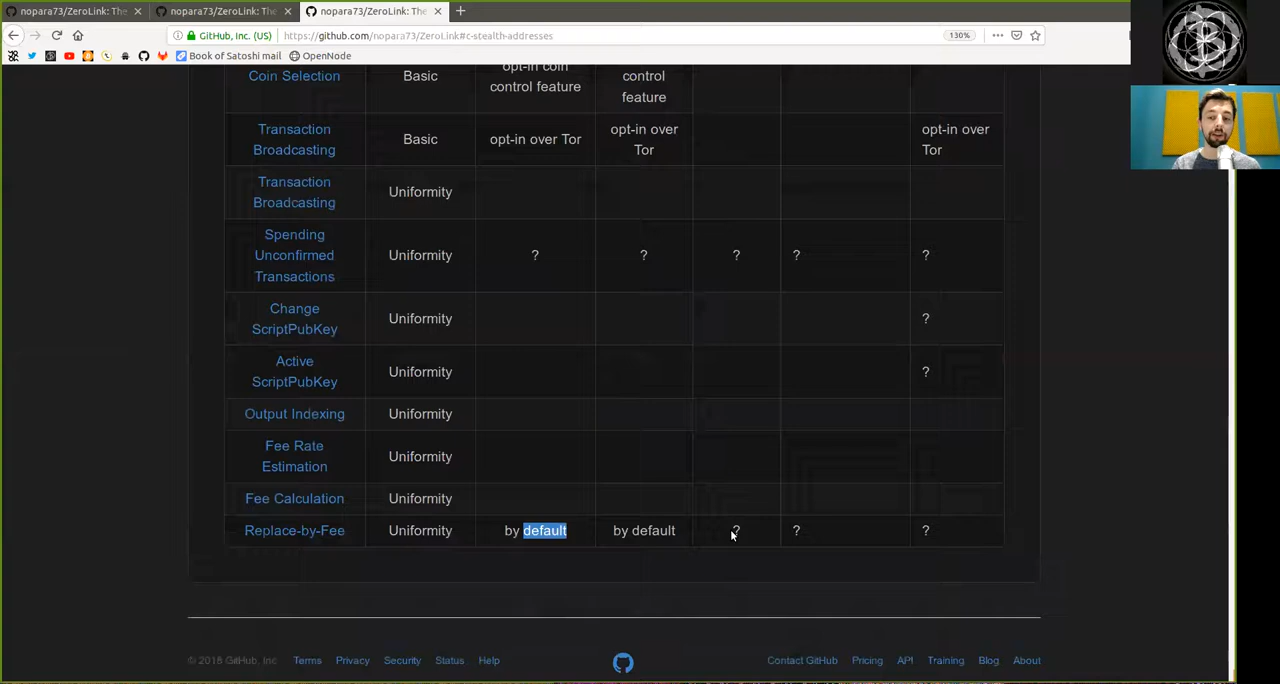 nopara73/ZeroLink: The
nopara73/ZeroLink: The
nopara73/ZeroLink: The
GitHub, Inc. (US)
https://github.com/nopara73/ZeroLink#c-stealth-addresses
130%
Book of Satoshi mail
OpenNode
Coin Selection
Basic
opt-in coin
control feature
control
feature
Transaction
Broadcasting
Basic
opt-in over Tor
opt-in over
Tor
opt-in over
Tor
Transaction
Broadcasting
Uniformity
Spending
Unconfirmed
Transactions
Uniformity
?
?
?
?
?
Change
ScriptPubKey
Uniformity
?
Active
ScriptPubKey
Uniformity
?
Output Indexing
Uniformity
Fee Rate
Estimation
Uniformity
Fee Calculation
Uniformity
Replace-by-Fee
Uniformity
by default
by default
?
?
?
© 2018 GitHub, Inc.
Terms
Privacy
Security
Status
Help
Contact GitHub
Pricing
API
Training
Blog
About